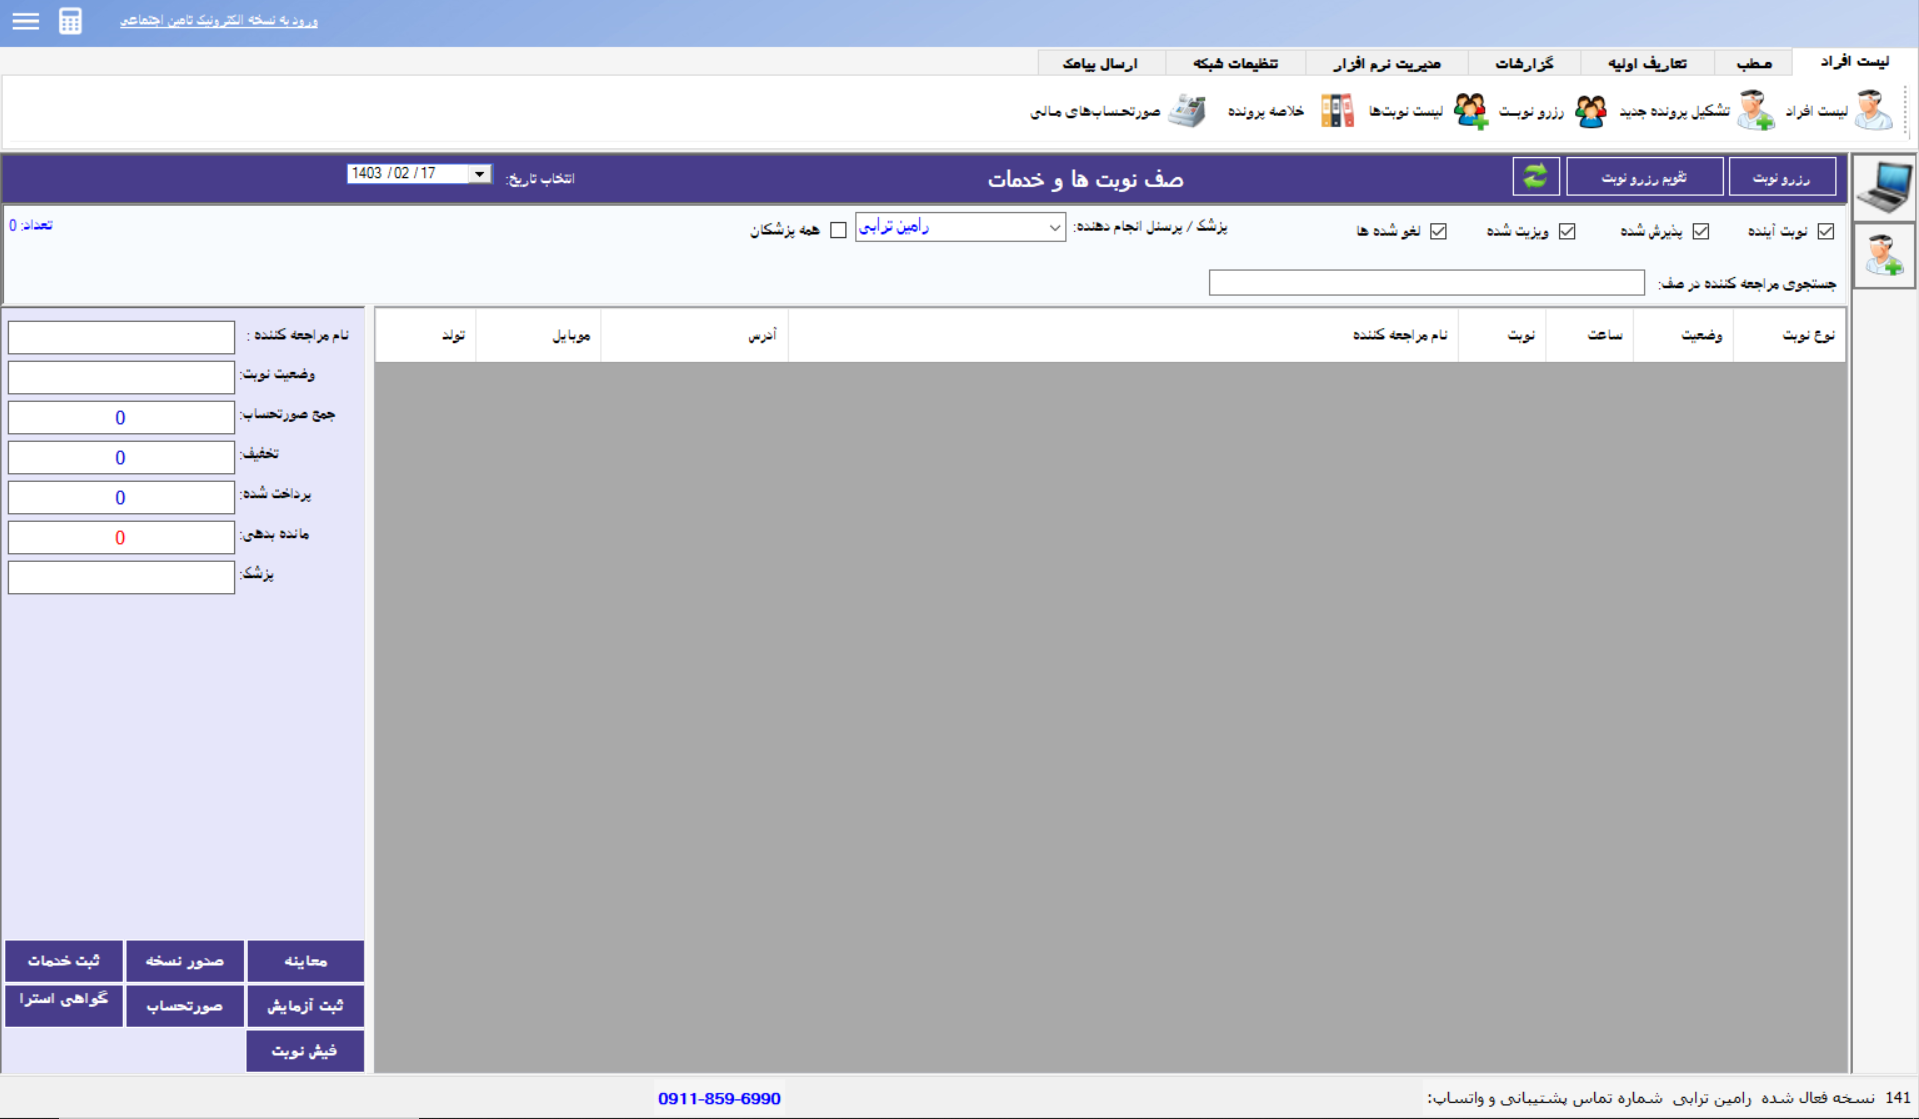 ورود به نسخه الکترونیک تامین اجتماعی
لیست افراد	مطب	تعاریف اولیه	گزارشات	مدیریت نرم افزار	تنظیمات شبکه	ارسال پیامک
لیست افراد	تشکیل پرونده جدید	رزرو نوبت	لیست نوبت‌ها	خلاصه پرونده	صورتحساب‌های مالی
رزرو نوبت	تقویم رزرو نوبت	صف نوبت ها و خدمات	انتخاب تاریخ:	1403 /02 /17
نوبت آینده	پذیرش شده	ویزیت شده	لغو شده ها	پزشک / پرسنل انجام دهنده:	رامین ترابی	همه پزشکان	تعداد: 0
جستجوی مراجعه کننده در صف:
نوع نوبت	وضعیت	ساعت	نوبت	نام مراجعه کننده	آدرس	موبایل	تولد
نام مراجعه کننده :
وضعیت نوبت:
جمع صورتحساب:	0
تخفیف:	0
پرداخت شده:	0
مانده بدهی:	0
پزشک:
معاینه	صدور نسخه	ثبت خدمات
ثبت آزمایش	صورتحساب	گواهی استرا
فیش نوبت
141 نسخه فعال شده رامین ترابی شماره تماس پشتیبانی و واتساپ:	0911-859-6990